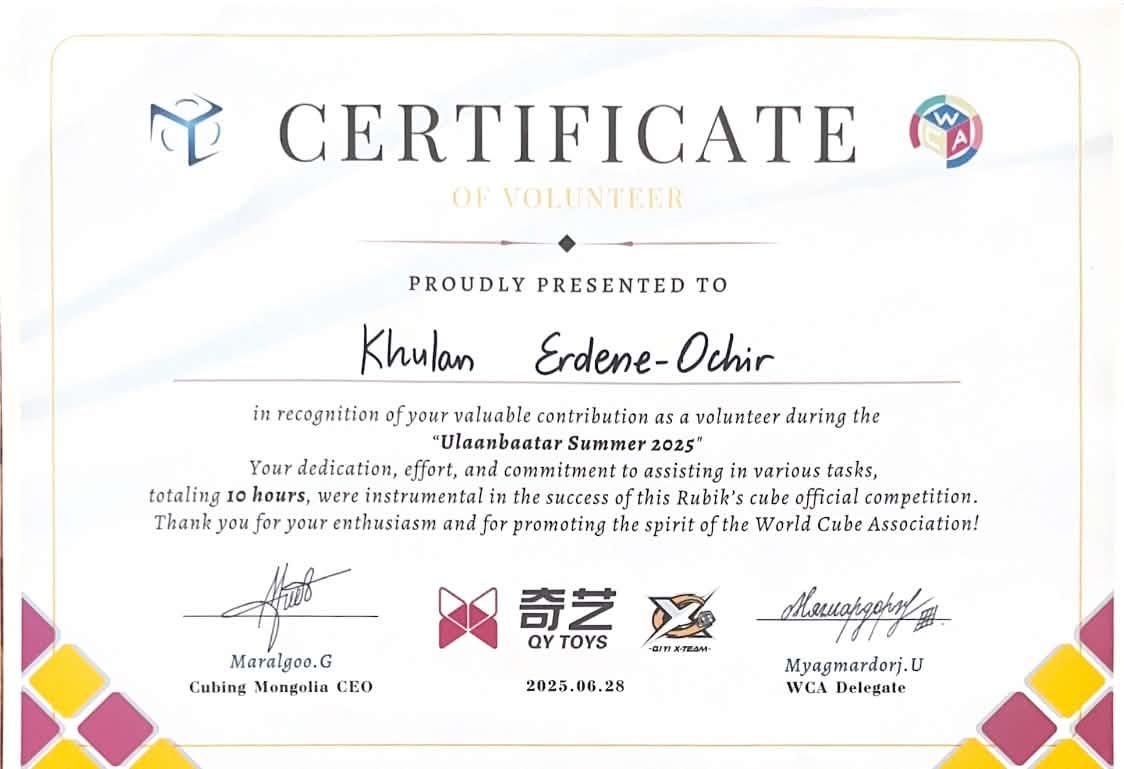 CERTIFICATE
WCA
OF VOLUNTEER
PROUDLY PRESENTED TO
Khulan Erdene-Ochir
in recognition of your valuable contribution as a volunteer during the
“Ulaanbaatar Summer 2025"
Your dedication, effort, and commitment to assisting in various tasks,
totaling 10 hours, were instrumental in the success of this Rubik's cube official competition.
Thank you for your enthusiasm and for promoting the spirit of the World Cube Association!
奇艺
QY TOYS
-QIYI X-TEAM-
Maralgoo.G
Cubing Mongolia CEO
2025.06.28
Myagmardorj.U
WCA Delegate